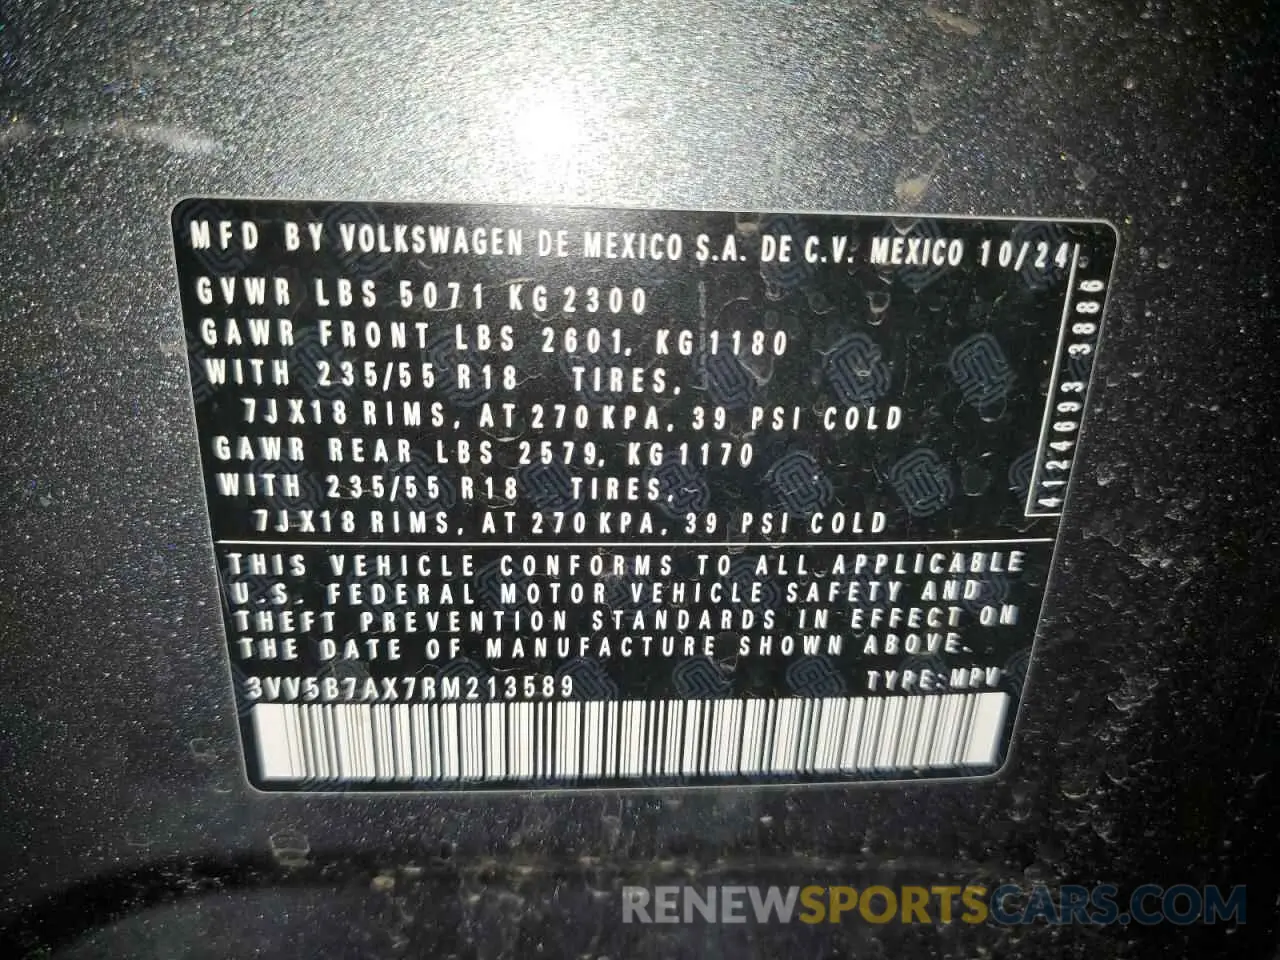 MFD BY VOLKSWAGEN DE MEXICO S.A. DE C.V. MEXICO 10/24
GVWR LBS 5071 KG 2300
GAWR FRONT LBS 2601, KG 1180
WITH 235/55 R18 TIRES,
7JX18 RIMS, AT 270 KPA, 39 PSI COLD
GAWR REAR LBS 2579, KG 1170
WITH 235/55 R18 TIRES,
7JX18 RIMS, AT 270 KPA, 39 PSI COLD
4124693 3886
THIS VEHICLE CONFORMS TO ALL APPLICABLE
U.S. FEDERAL MOTOR VEHICLE SAFETY AND
THEFT PREVENTION STANDARDS IN EFFECT ON
THE DATE OF MANUFACTURE SHOWN ABOVE.
3VV5B7AX7RM213589 TYPE:MPV
RENEWSPORTSCARS.COM